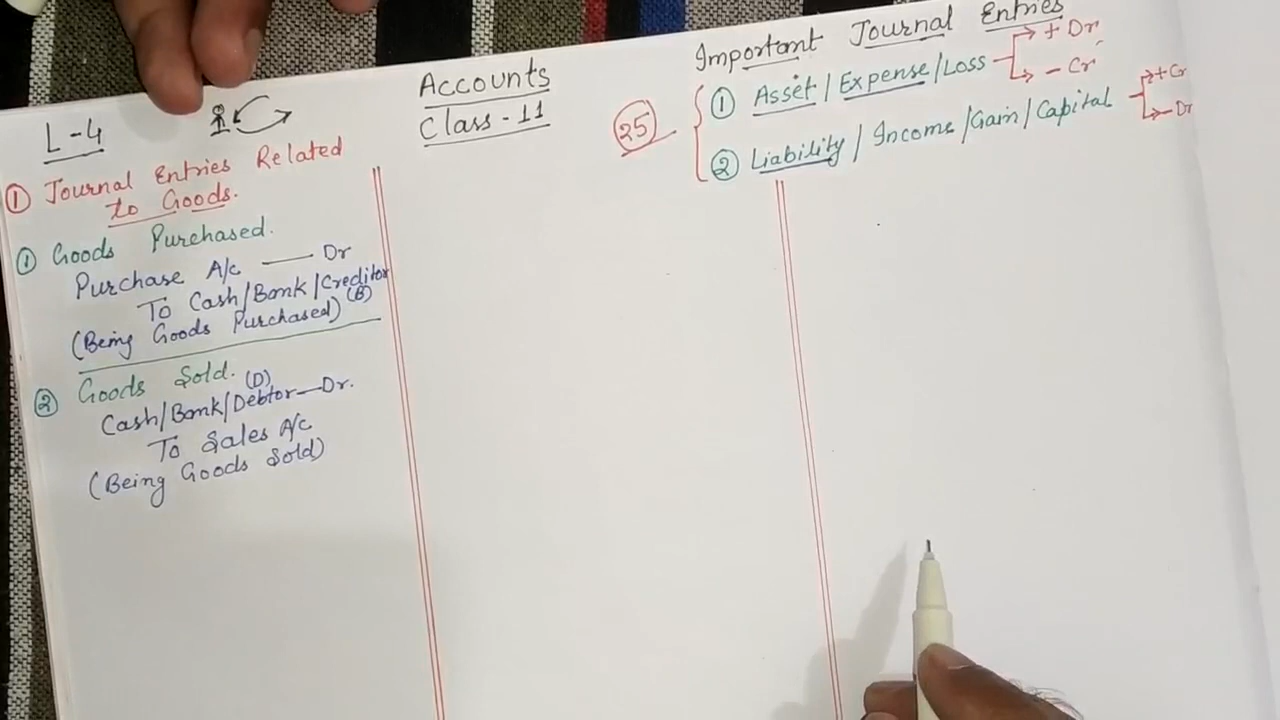 L-4
Accounts
Class-11
Important Journal Entries
25
① Asset/Expense/Loss
+ Dr
- Cr
② Liability/Income/Gain/Capital
+ Cr
- Dr
① Journal Entries Related
to Goods.
① Goods Purchased.
Purchase A/c —— Dr
To Cash/Bank/Creditor
(B)
(Being Goods Purchased)
② Goods Sold.
(D)
Cash/Bank/Debtor—Dr.
To Sales A/c
(Being Goods Sold)